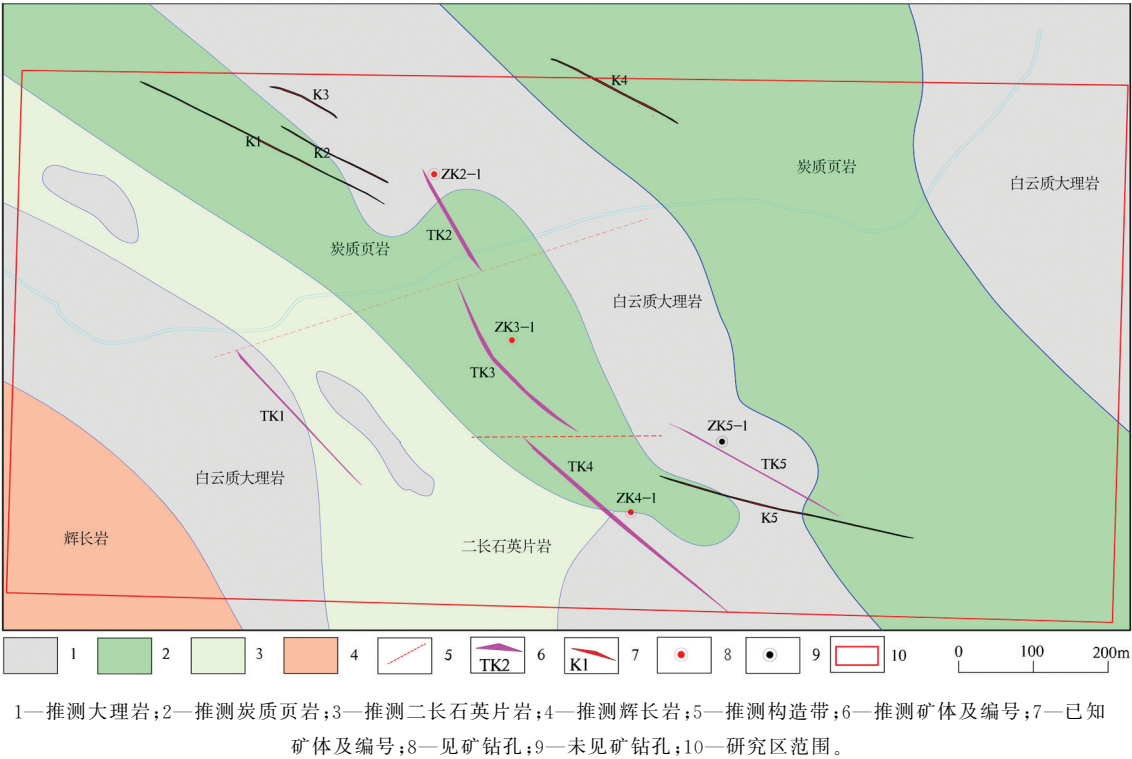 K4
K3
K1
K2
炭质页岩
白云质大理岩
ZK2-1
TK2
炭质页岩
白云质大理岩
ZK3-1
TK3
TK1
ZK5-1
TK5
TK4
白云质大理岩
ZK4-1
K5
辉长岩
二长石英片岩
1 2 3 4 5 TK2 6 K1 7 8 9 10 0 100 200m
1—推测大理岩;2—推测炭质页岩;3—推测二长石英片岩;4—推测辉长岩;5—推测构造带;6—推测矿体及编号;7—已知
矿体及编号;8—见矿钻孔;9—未见矿钻孔;10—研究区范围。